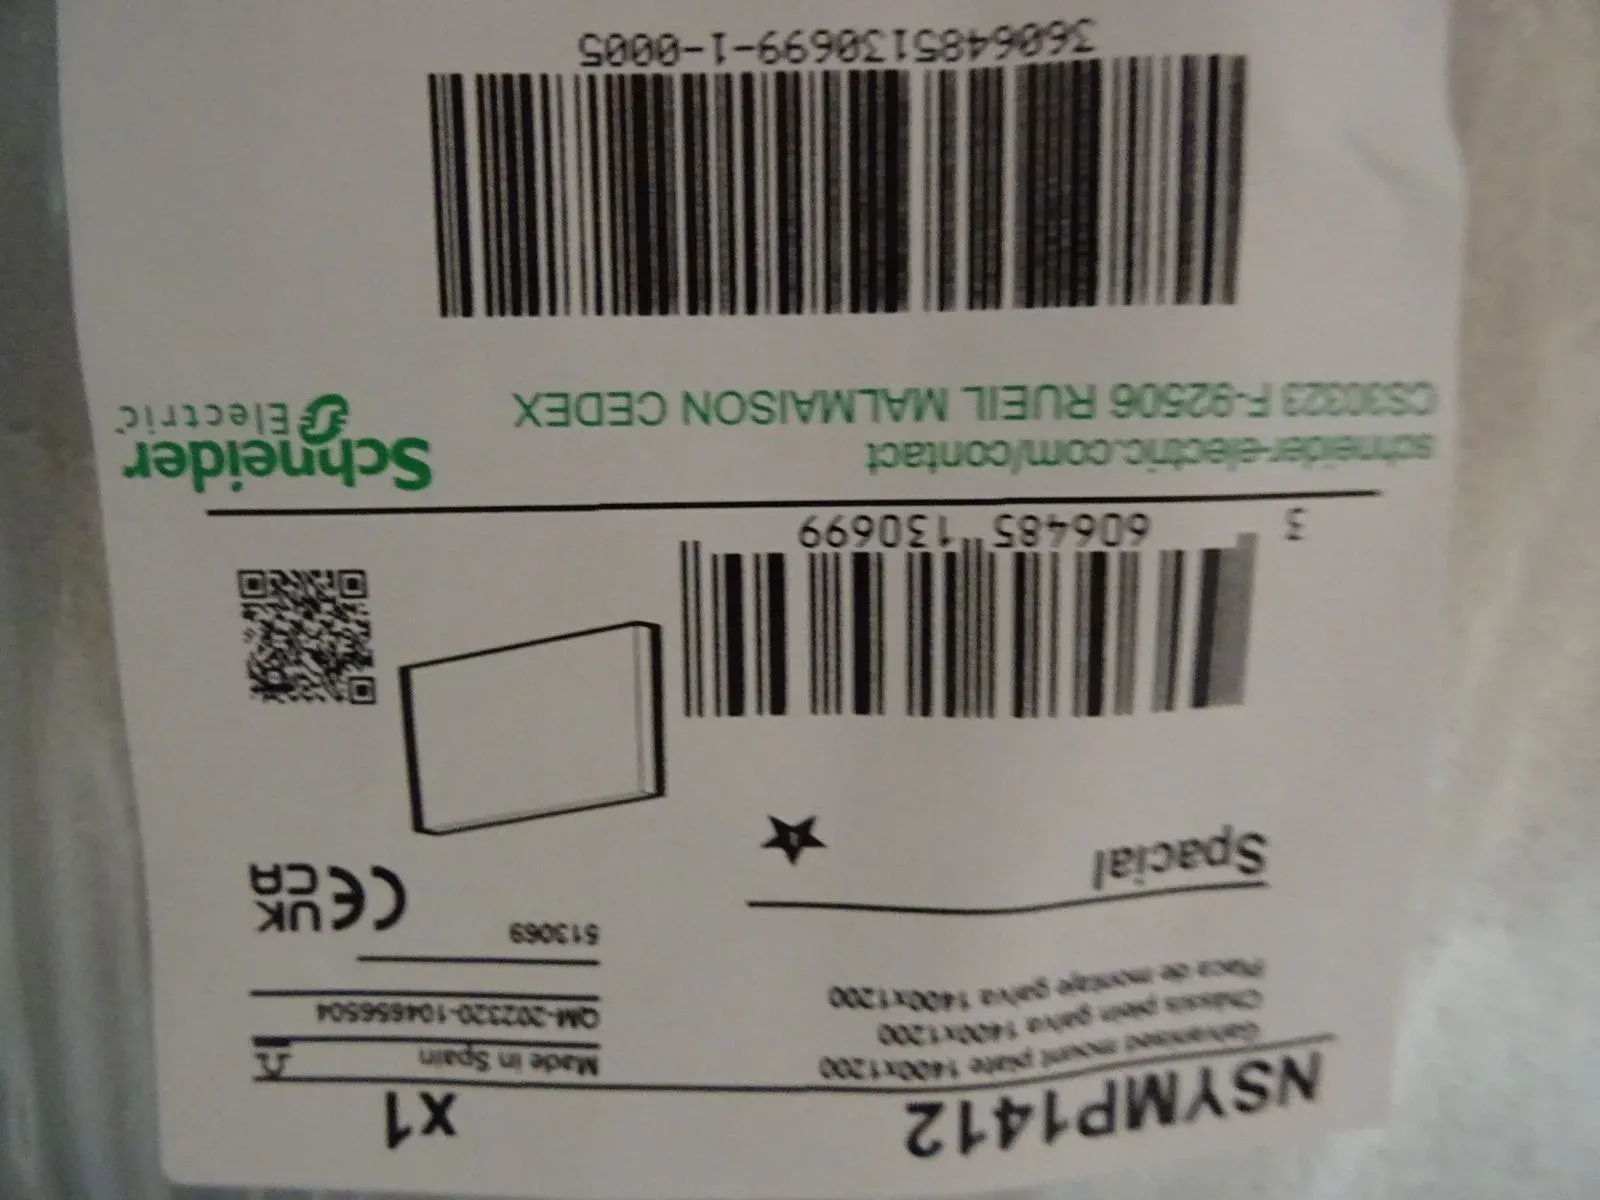 NSYMP1412 X1
Galvanised mount plate 1400x1200
Châssis plein galva 1400x1200
Placa de montaje galva 1400x1200
Made in Spain
QM-202320-104656504
513069
Spacial
CE UK
CA
3 606485 130699
schneider-electric.com/contact
CS30323 F-92506 RUEIL MALMAISON CEDEX
Schneider
Electric
3606485130699-1-0005